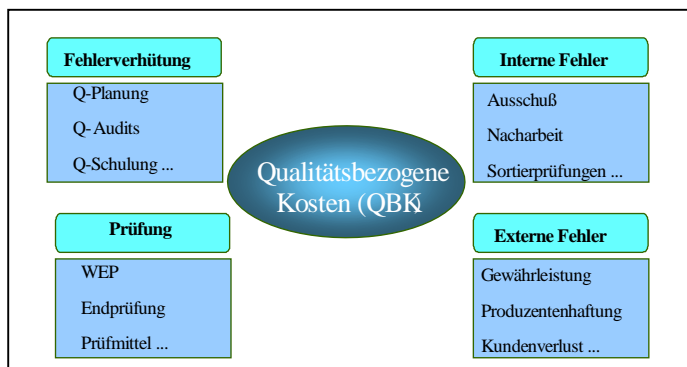 Fehlerverhütung
Q-Planung
Q- Audits
Q-Schulung ...
Interne Fehler
Ausschuß
Nacharbeit
Sortierprüfungen ...
Qualitätsbezogene
Kosten (QBK)
Prüfung
WEP
Endprüfung
Prüfmittel ...
Externe Fehler
Gewährleistung
Produzentenhaftung
Kundenverlust ...